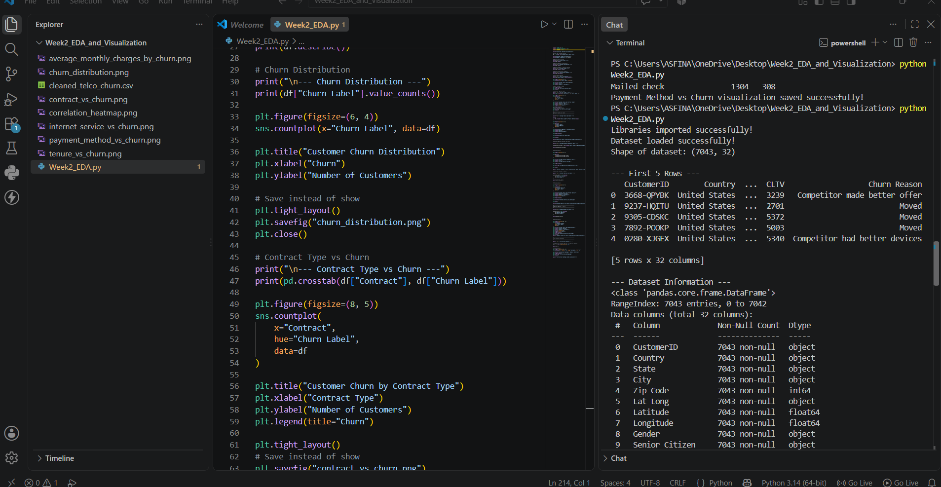 File Edit Selection View Go Run Terminal Help
Week2_EDA_and_Visualization
Explorer
Week2_EDA_and_Visualization
average_monthly_charges_by_churn.png
churn_distribution.png
cleaned_telco_churn.csv
contract_vs_churn.png
correlation_heatmap.png
internet_service_vs_churn.png
payment_method_vs_churn.png
tenure_vs_churn.png
Week2_EDA.py 1
Timeline
Welcome
Week2_EDA.py 1
Week2_EDA.py > ...
27 print(df.describe())
28
29 # Churn Distribution
30 print("\n--- Churn Distribution ---")
31 print(df["Churn Label"].value_counts())
32
33 plt.figure(figsize=(6, 4))
34 sns.countplot(x="Churn Label", data=df)
35
36 plt.title("Customer Churn Distribution")
37 plt.xlabel("Churn")
38 plt.ylabel("Number of Customers")
39
40 # Save instead of show
41 plt.tight_layout()
42 plt.savefig("churn_distribution.png")
43 plt.close()
44
45 # Contract Type vs Churn
46 print("\n--- Contract Type vs Churn ---")
47 print(pd.crosstab(df["Contract"], df["Churn Label"]))
48
49 plt.figure(figsize=(8, 5))
50 sns.countplot(
51 x="Contract",
52 hue="Churn Label",
53 data=df
54 )
55
56 plt.title("Customer Churn by Contract Type")
57 plt.xlabel("Contract Type")
58 plt.ylabel("Number of Customers")
59 plt.legend(title="Churn")
60
61 plt.tight_layout()
62 # Save instead of show
63 plt.savefig("contract_vs_churn.png")
Chat
Terminal
powershell
PS C:\Users\ASFINA\OneDrive\Desktop\Week2_EDA_and_Visualization> python
Week2_EDA.py
Mailed check 1304 308
Payment Method vs Churn visualization saved successfully!
PS C:\Users\ASFINA\OneDrive\Desktop\Week2_EDA_and_Visualization> python
Week2_EDA.py
Libraries imported successfully!
Dataset loaded successfully!
Shape of dataset: (7043, 32)
--- First 5 Rows ---
CustomerID Country ... CLTV Churn Reason
0 3668-QPYBK United States ... 3239 Competitor made better offer
1 9237-HQITU United States ... 2701 Moved
2 9305-CDSKC United States ... 5372 Moved
3 7892-POOKP United States ... 5003 Moved
4 0280-XJGEX United States ... 5340 Competitor had better devices
[5 rows x 32 columns]
--- Dataset Information ---
<class 'pandas.core.frame.DataFrame'>
RangeIndex: 7043 entries, 0 to 7042
Data columns (total 32 columns):
# Column Non-Null Count Dtype
--- ------ -------------- -----
0 CustomerID 7043 non-null object
1 Country 7043 non-null object
2 State 7043 non-null object
3 City 7043 non-null object
4 Zip Code 7043 non-null int64
5 Lat Long 7043 non-null object
6 Latitude 7043 non-null float64
7 Longitude 7043 non-null float64
8 Gender 7043 non-null object
9 Senior Citizen 7043 non-null object
Chat
0 1
Ln 214, Col 1 Spaces: 4 UTF-8 CRLF { } Python Python 3.14 (64-bit) Go Live Go Live